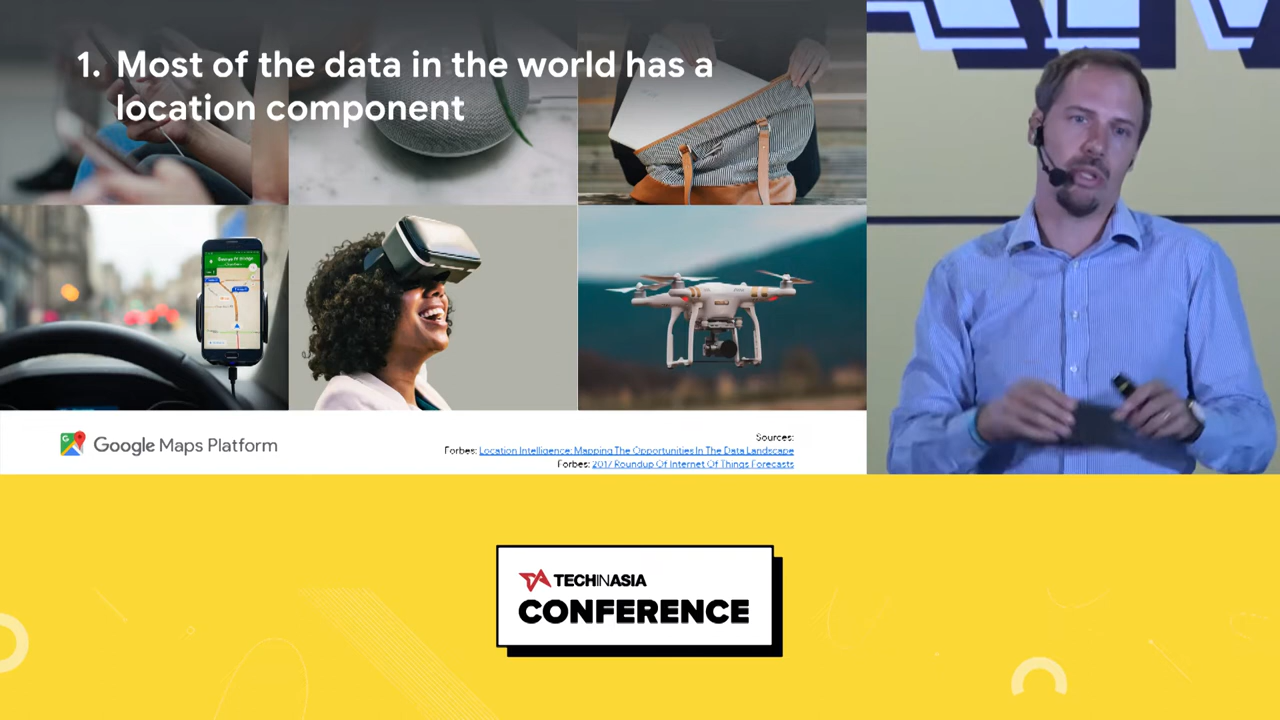 1. Most of the data in the world has a
location component
Google Maps Platform
Sources:
Forbes: Location Intelligence: Mapping The Opportunities In The Data Landscape
Forbes: 2017 Roundup Of Internet Of Things Forecasts
TECHINASIA
CONFERENCE